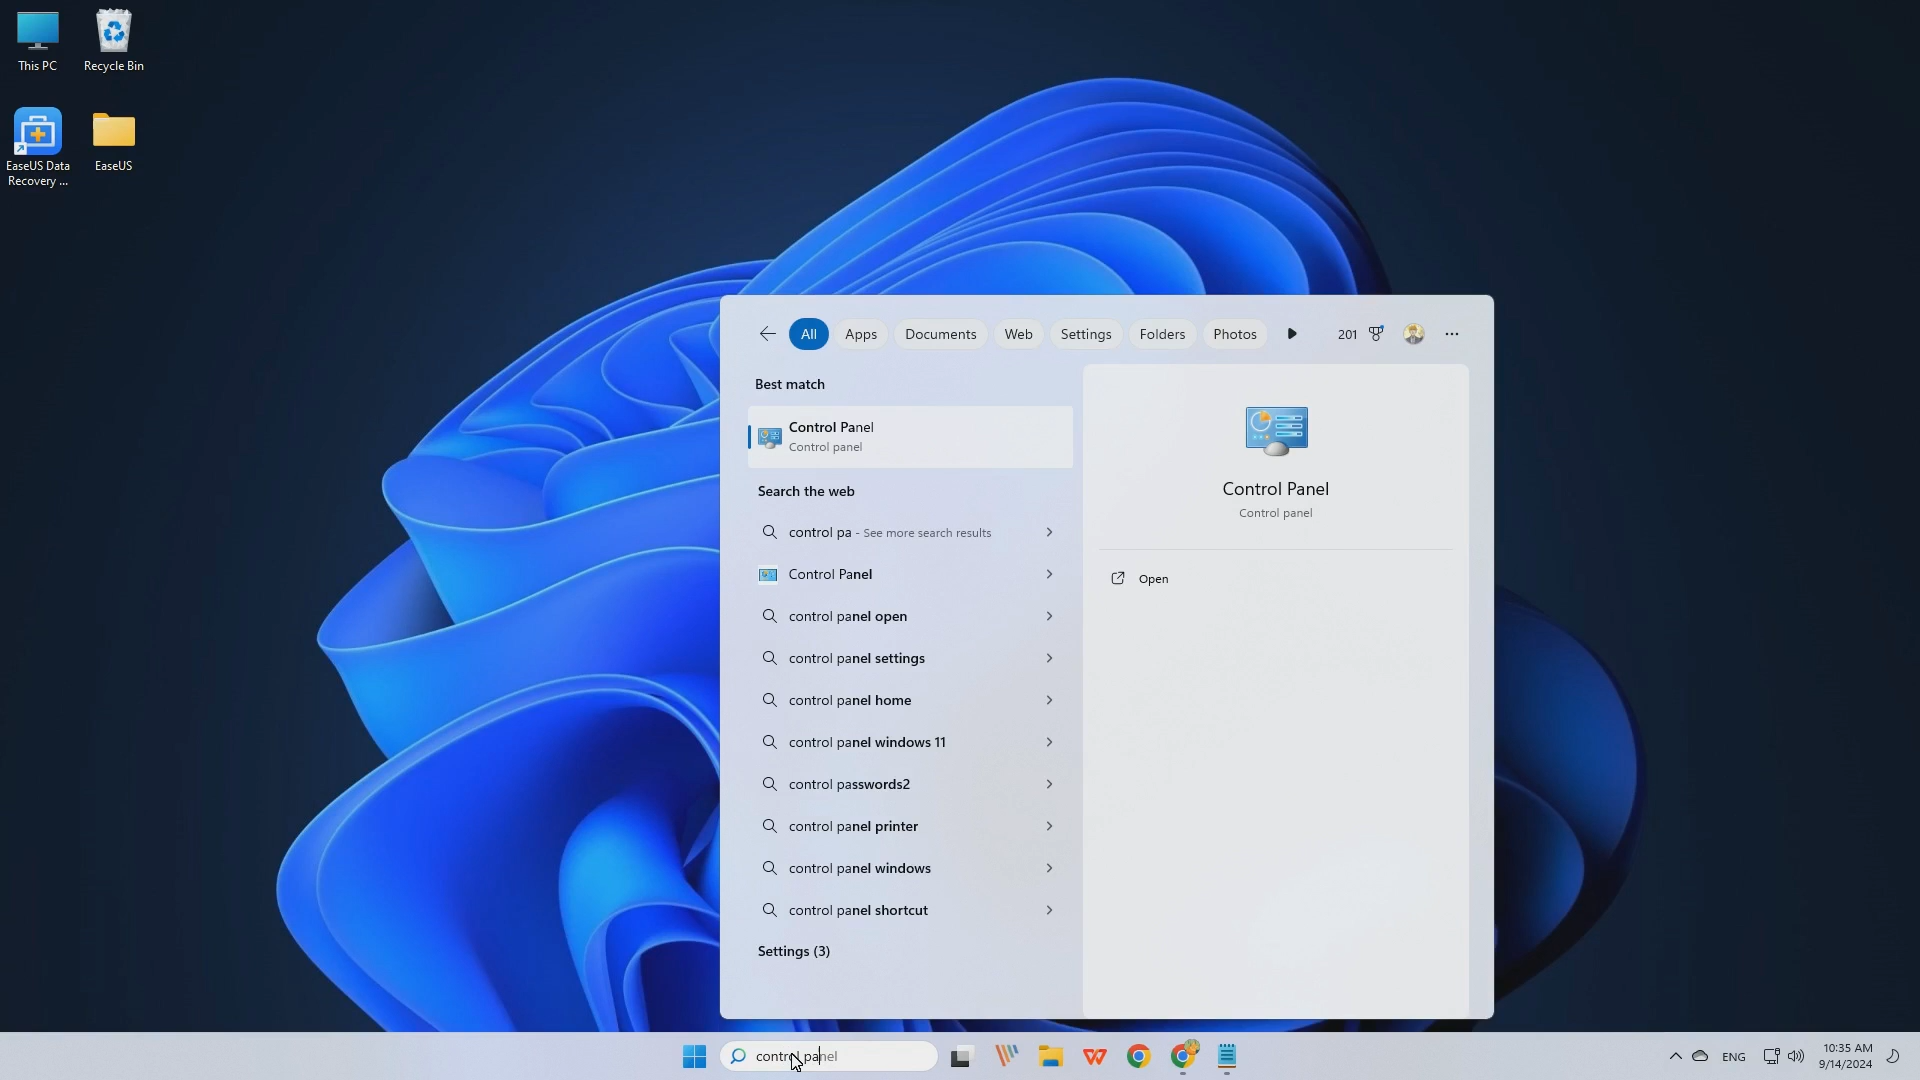 This PC
Recycle Bin
EaseUS Data
Recovery ...
EaseUS
All
Apps
Documents
Web
Settings
Folders
Photos
201
Best match
Control Panel
Control panel
Search the web
control pa - See more search results
Control Panel
control panel open
control panel settings
control panel home
control panel windows 11
control passwords2
control panel printer
control panel windows
control panel shortcut
Settings (3)
Control Panel
Control panel
Open
control panel
ENG
10:35 AM
9/14/2024